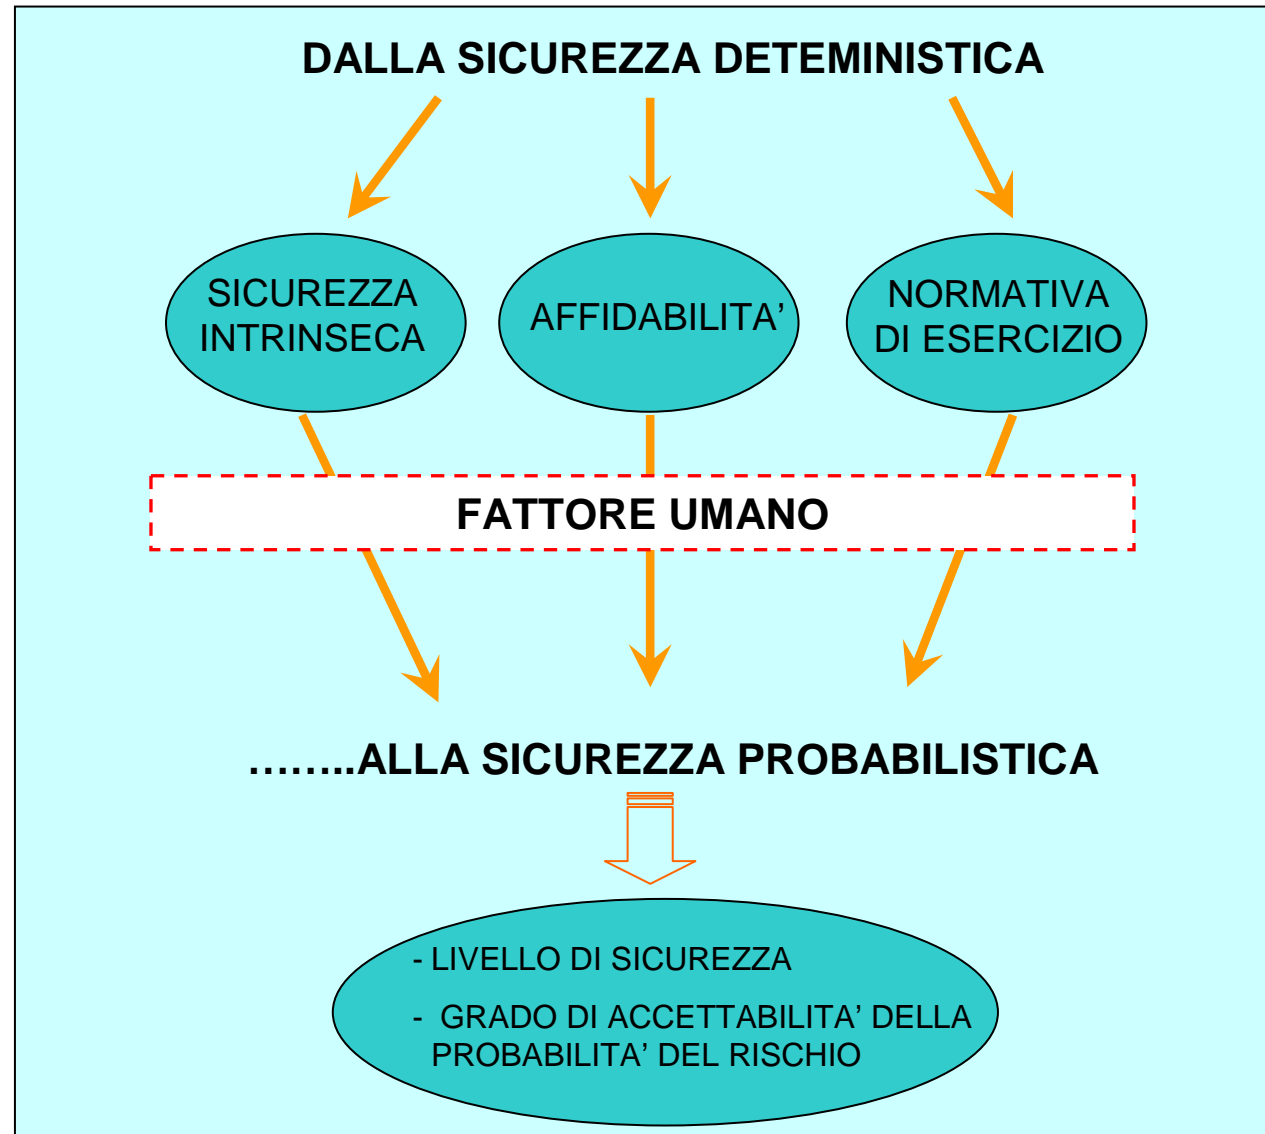 DALLA SICUREZZA DETEMINISTICA
SICUREZZA
INTRINSECA
AFFIDABILITA’
NORMATIVA
DI ESERCIZIO
FATTORE UMANO
……..ALLA SICUREZZA PROBABILISTICA
- LIVELLO DI SICUREZZA
- GRADO DI ACCETTABILITA’ DELLA
PROBABILITA’ DEL RISCHIO